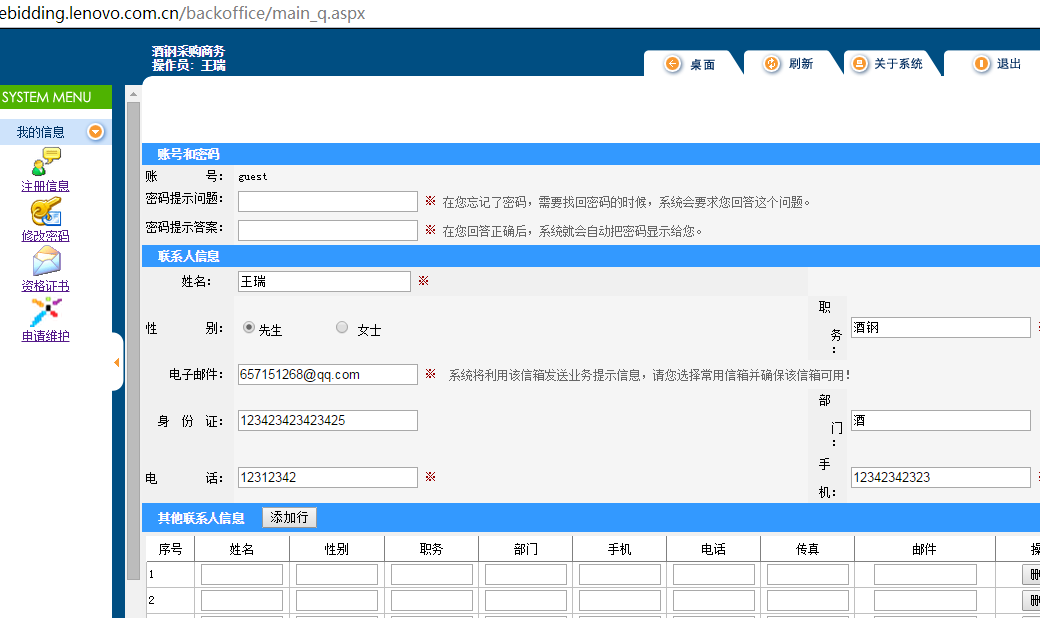 ebidding.lenovo.com.cn/backoffice/main_q.aspx
酒钢采购商务
操作员：王瑞
桌面 刷新 关于系统 退出
SYSTEM MENU
我的信息
注册信息
修改密码
资格证书
申请维护
账号和密码
账 号： guest
密码提示问题： ※ 在您忘记了密码，需要找回密码的时候，系统会要求您回答这个问题。
密码提示答案： ※ 在您回答正确后，系统就会自动把密码显示给您。
联系人信息
姓名： 王瑞 ※
性 别： 先生 女士 职务： 酒钢
电子邮件： 657151268@qq.com ※ 系统将利用该信箱发送业务提示信息，请您选择常用信箱并确保该信箱可用！
身 份 证： 123423423423425 部门： 酒
电 话： 12312342 ※ 手机： 12342342323
其他联系人信息 添加行
序号 姓名 性别 职务 部门 手机 电话 传真 邮件
1
2